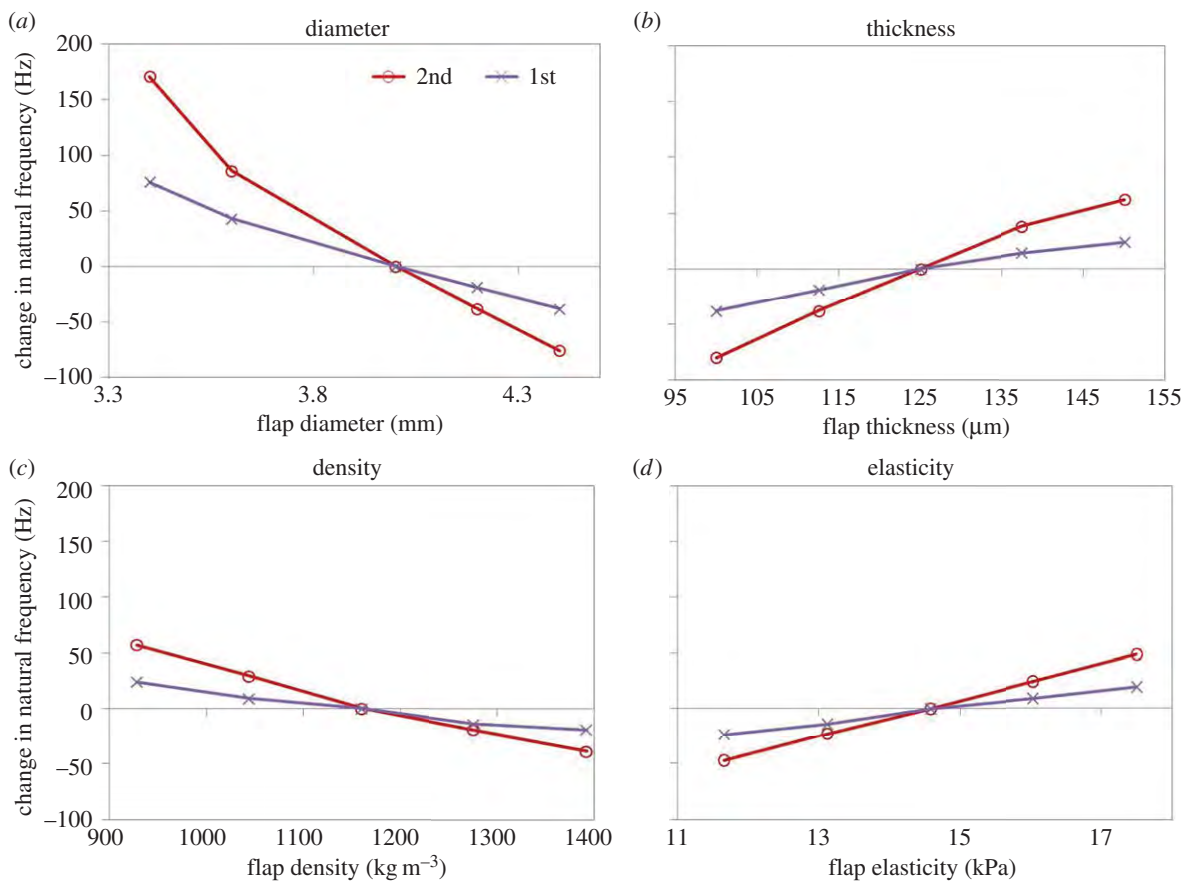 (a) diameter
200
150
100
50
0
−50
−100
change in natural frequency (Hz)
2nd 1st
3.3 3.8 4.3
flap diameter (mm)
(b) thickness
95 105 115 125 135 145 155
flap thickness (μm)
(c) density
200
150
100
50
0
−50
−100
change in natural frequency (Hz)
900 1000 1100 1200 1300 1400
flap density (kg m⁻³)
(d) elasticity
11 13 15 17
flap elasticity (kPa)